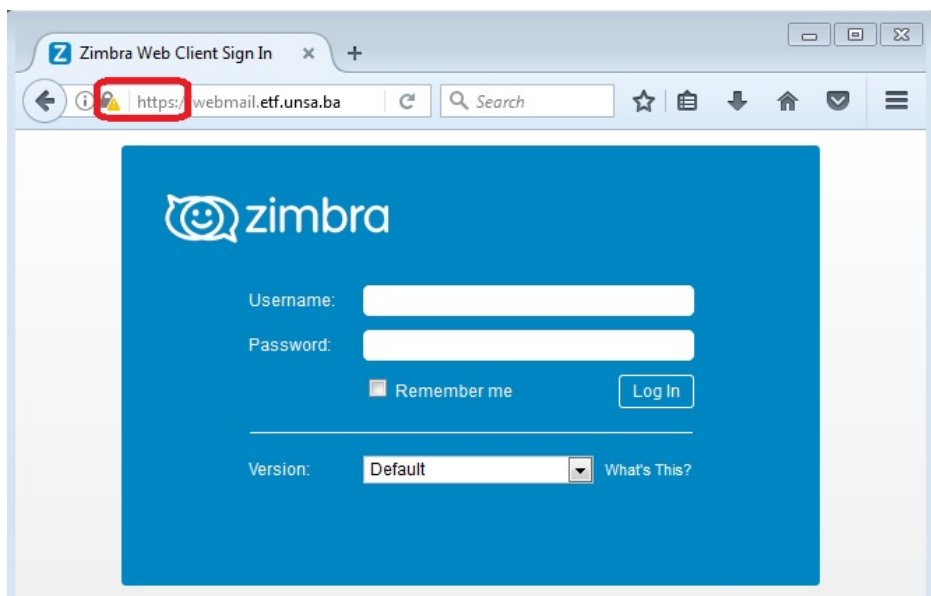 Zimbra Web Client Sign In
https://webmail.etf.unsa.ba
Search
zimbra
Username:
Password:
Remember me
Log In
Version:
Default
What's This?